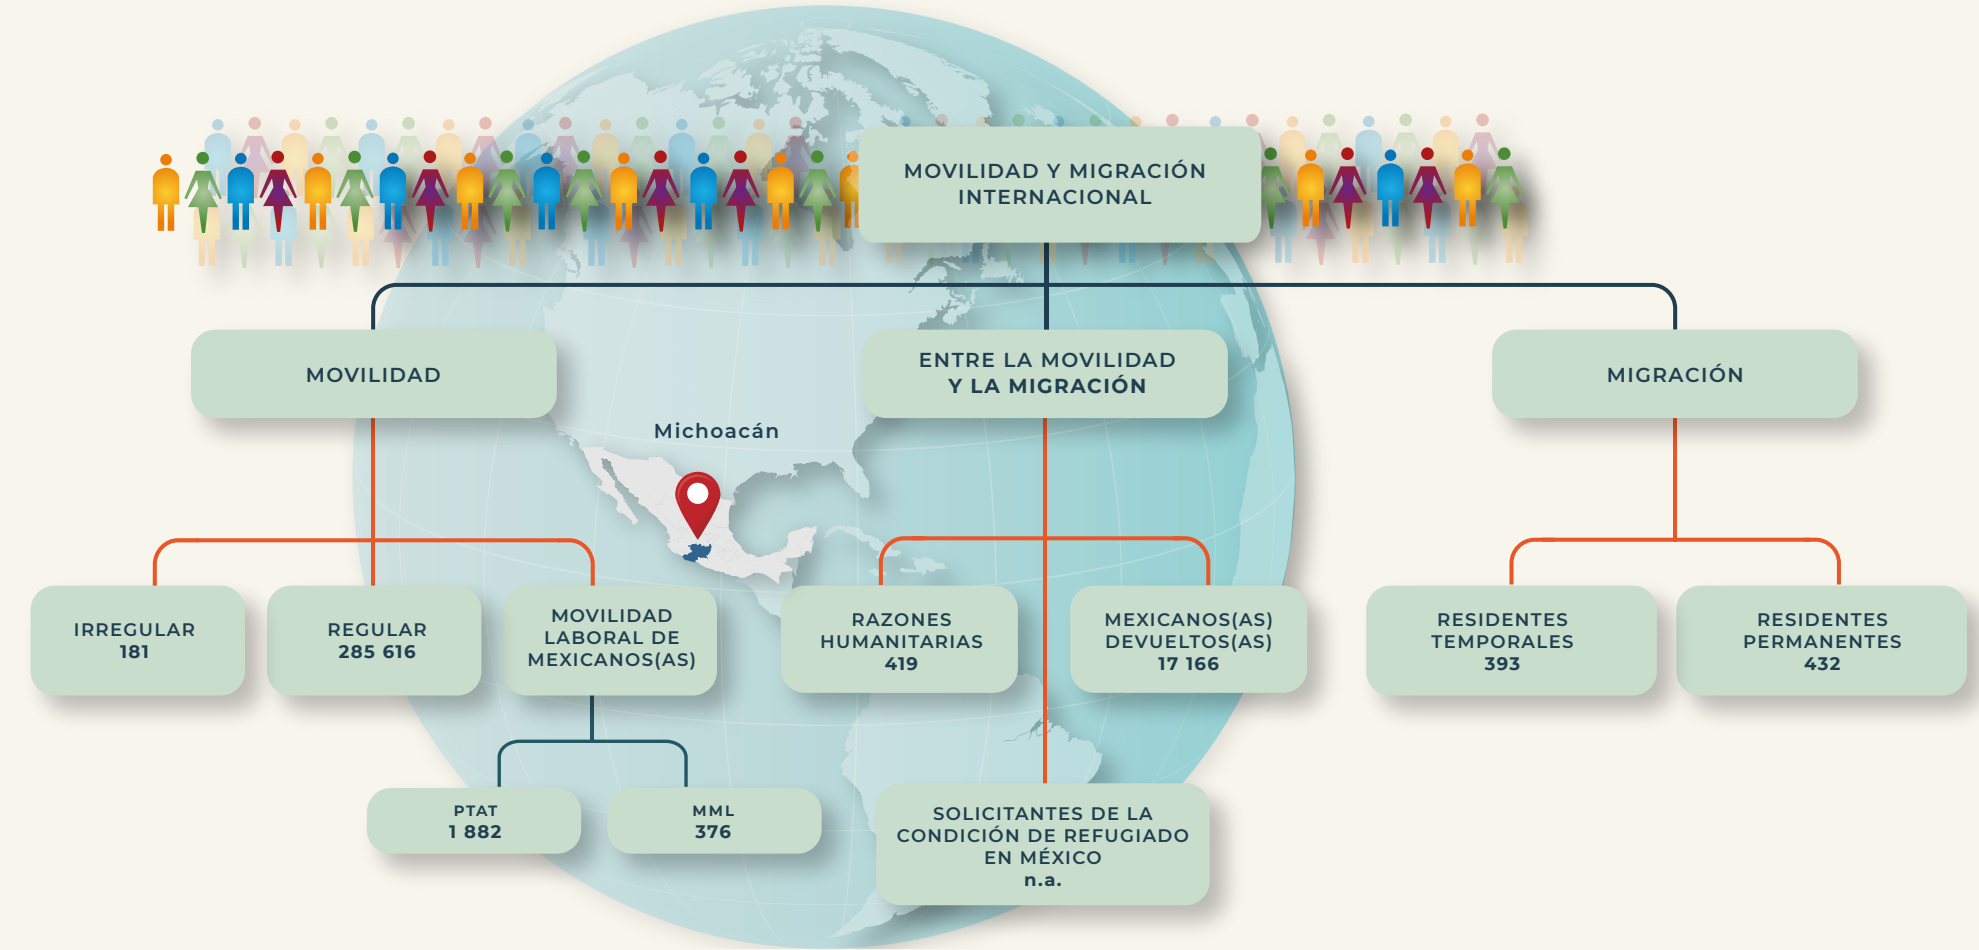 MOVILIDAD Y MIGRACIÓN
INTERNACIONAL
MOVILIDAD
ENTRE LA MOVILIDAD
Y LA MIGRACIÓN
MIGRACIÓN
Michoacán
IRREGULAR
181
REGULAR
285 616
MOVILIDAD
LABORAL DE
MEXICANOS(AS)
RAZONES
HUMANITARIAS
419
MEXICANOS(AS)
DEVUELTOS(AS)
17 166
RESIDENTES
TEMPORALES
393
RESIDENTES
PERMANENTES
432
PTAT
1 882
MML
376
SOLICITANTES DE LA
CONDICIÓN DE REFUGIADO
EN MÉXICO
n.a.